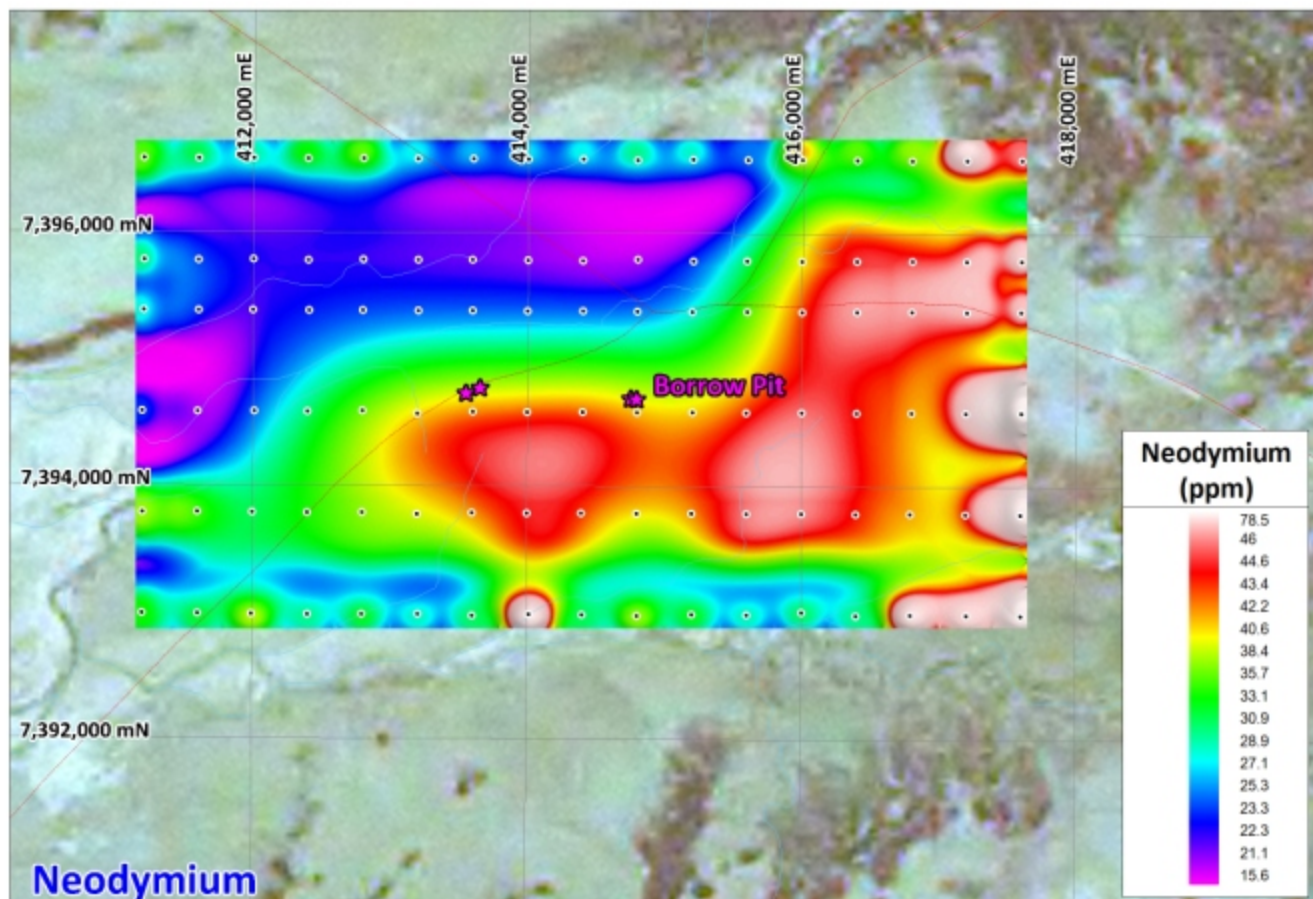 412,000 mE
414,000 mE
416,000 mE
418,000 mE
7,396,000 mN
Borrow Pit
7,394,000 mN
Neodymium
(ppm)
78.5
46
44.6
43.4
42.2
40.6
38.4
35.7
33.1
30.9
28.9
27.1
25.3
23.3
22.3
21.1
15.6
7,392,000 mN
Neodymium